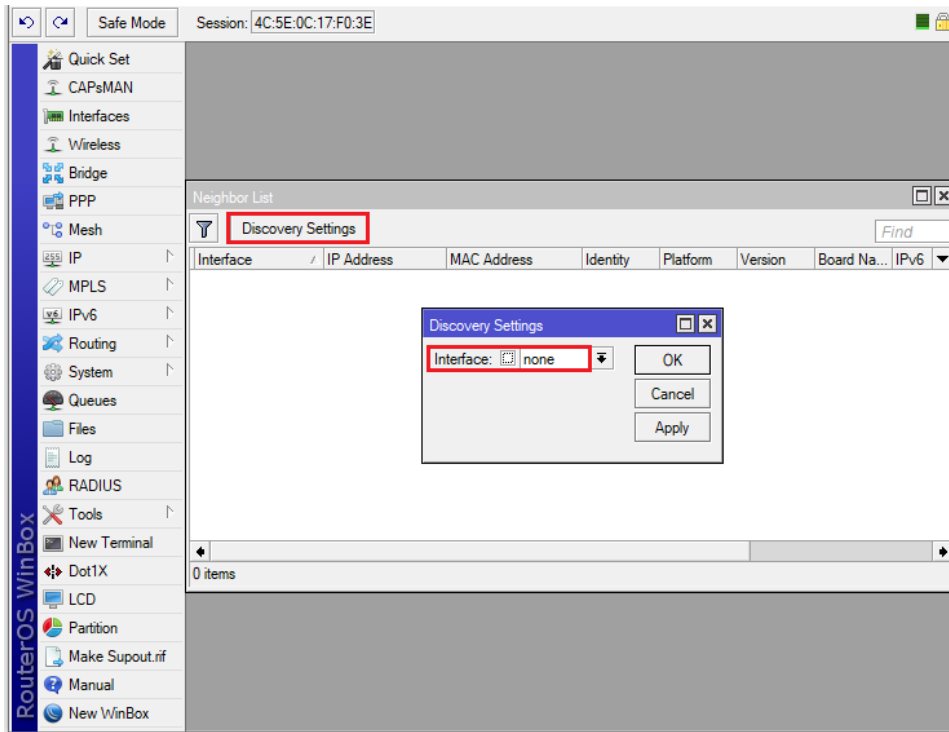 Safe Mode
Session: 4C:5E:0C:17:F0:3E
Quick Set
CAPsMAN
Interfaces
Wireless
Bridge
PPP
Mesh
255 IP
MPLS
v6 IPv6
Routing
System
Queues
Files
Log
RADIUS
Tools
New Terminal
Dot1X
LCD
Partition
Make Supout.rif
Manual
New WinBox
RouterOS WinBox
Neighbor List
Discovery Settings
Find
Interface IP Address MAC Address Identity Platform Version Board Na... IPv6
Discovery Settings
Interface: none
OK
Cancel
Apply
0 items